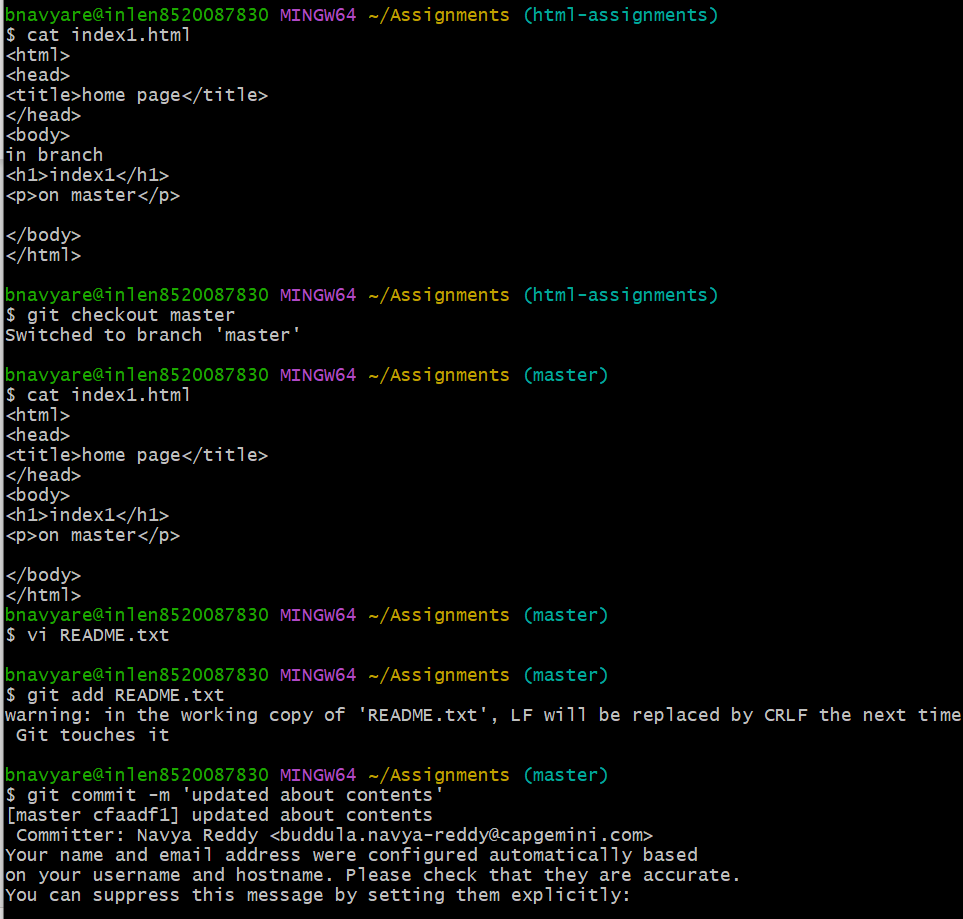 bnavyare@inlen8520087830 MINGW64 ~/Assignments (html-assignments)
$ cat index1.html
<html>
<head>
<title>home page</title>
</head>
<body>
in branch
<h1>index1</h1>
<p>on master</p>

</body>
</html>

bnavyare@inlen8520087830 MINGW64 ~/Assignments (html-assignments)
$ git checkout master
Switched to branch 'master'

bnavyare@inlen8520087830 MINGW64 ~/Assignments (master)
$ cat index1.html
<html>
<head>
<title>home page</title>
</head>
<body>
<h1>index1</h1>
<p>on master</p>

</body>
</html>
bnavyare@inlen8520087830 MINGW64 ~/Assignments (master)
$ vi README.txt

bnavyare@inlen8520087830 MINGW64 ~/Assignments (master)
$ git add README.txt
warning: in the working copy of 'README.txt', LF will be replaced by CRLF the next time
 Git touches it

bnavyare@inlen8520087830 MINGW64 ~/Assignments (master)
$ git commit -m 'updated about contents'
[master cfaadf1] updated about contents
 Committer: Navya Reddy <buddula.navya-reddy@capgemini.com>
Your name and email address were configured automatically based
on your username and hostname. Please check that they are accurate.
You can suppress this message by setting them explicitly: